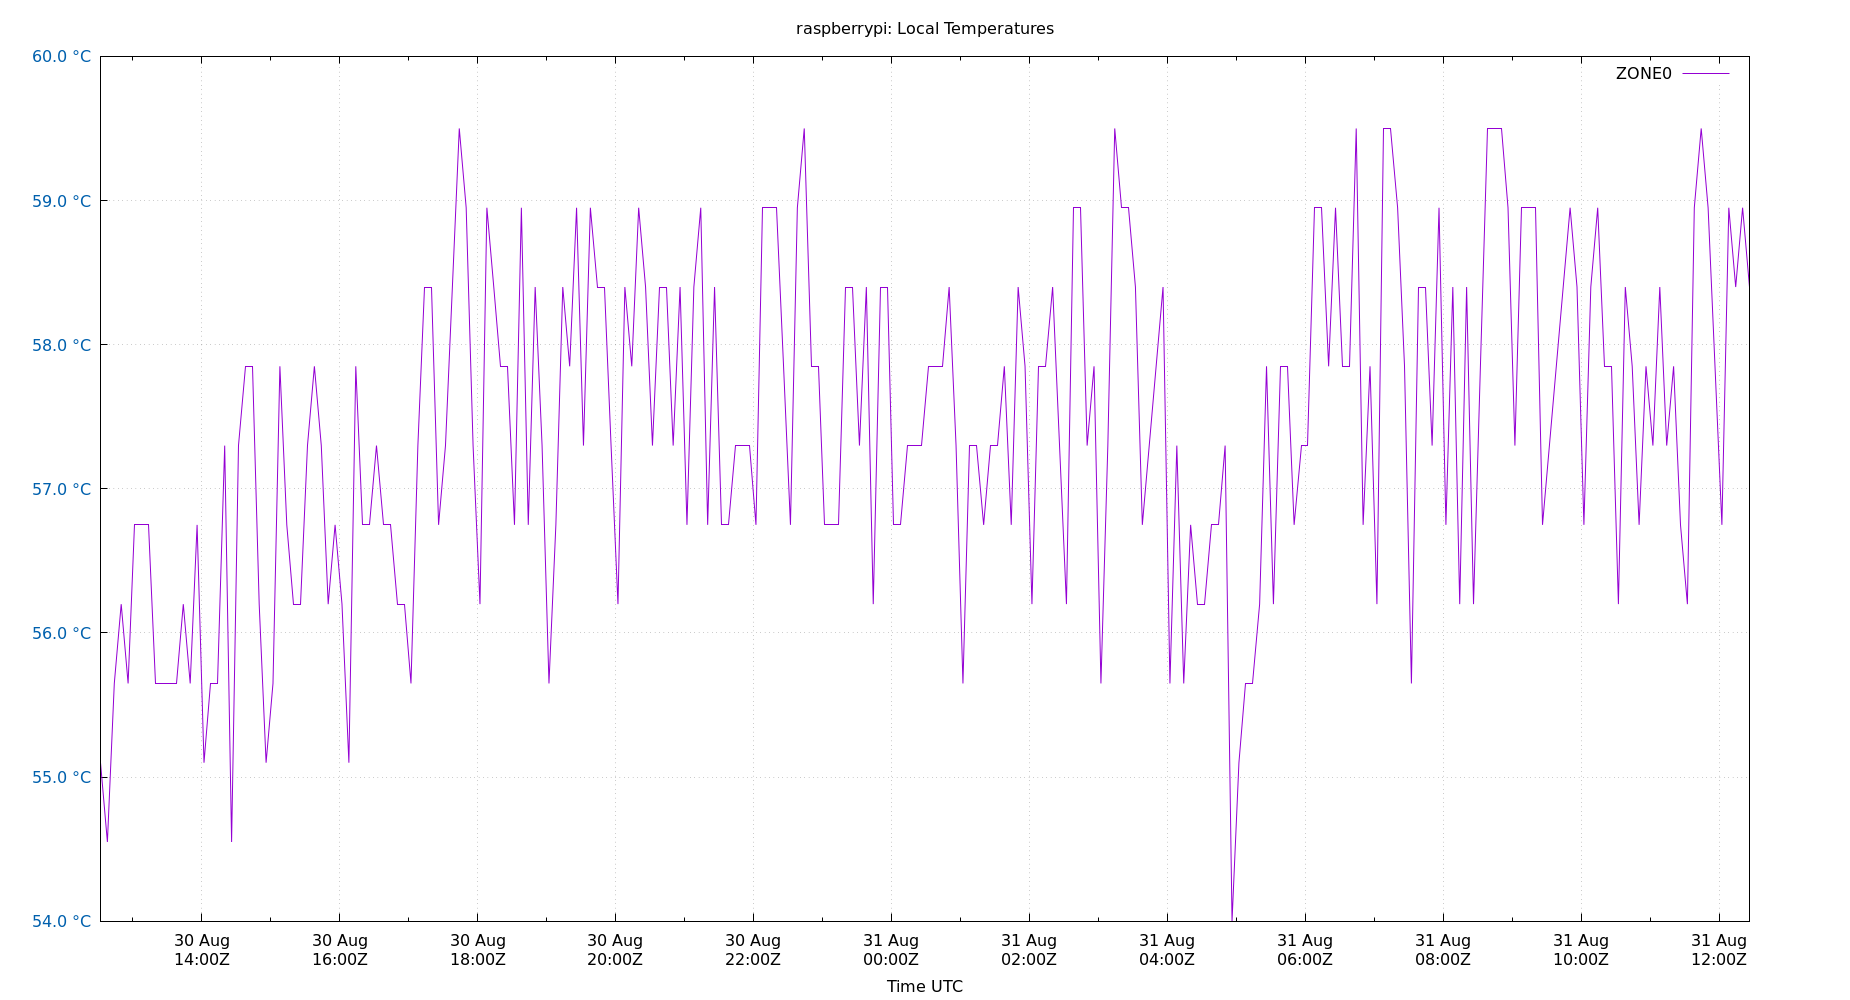 raspberrypi: Local Temperatures
60.0 °C
ZONE0
59.0 °C
58.0 °C
57.0 °C
56.0 °C
55.0 °C
54.0 °C
30 Aug 30 Aug 30 Aug 30 Aug 30 Aug 31 Aug 31 Aug 31 Aug 31 Aug 31 Aug 31 Aug 31 Aug
14:00Z 16:00Z 18:00Z 20:00Z 22:00Z 00:00Z 02:00Z 04:00Z 06:00Z 08:00Z 10:00Z 12:00Z
Time UTC